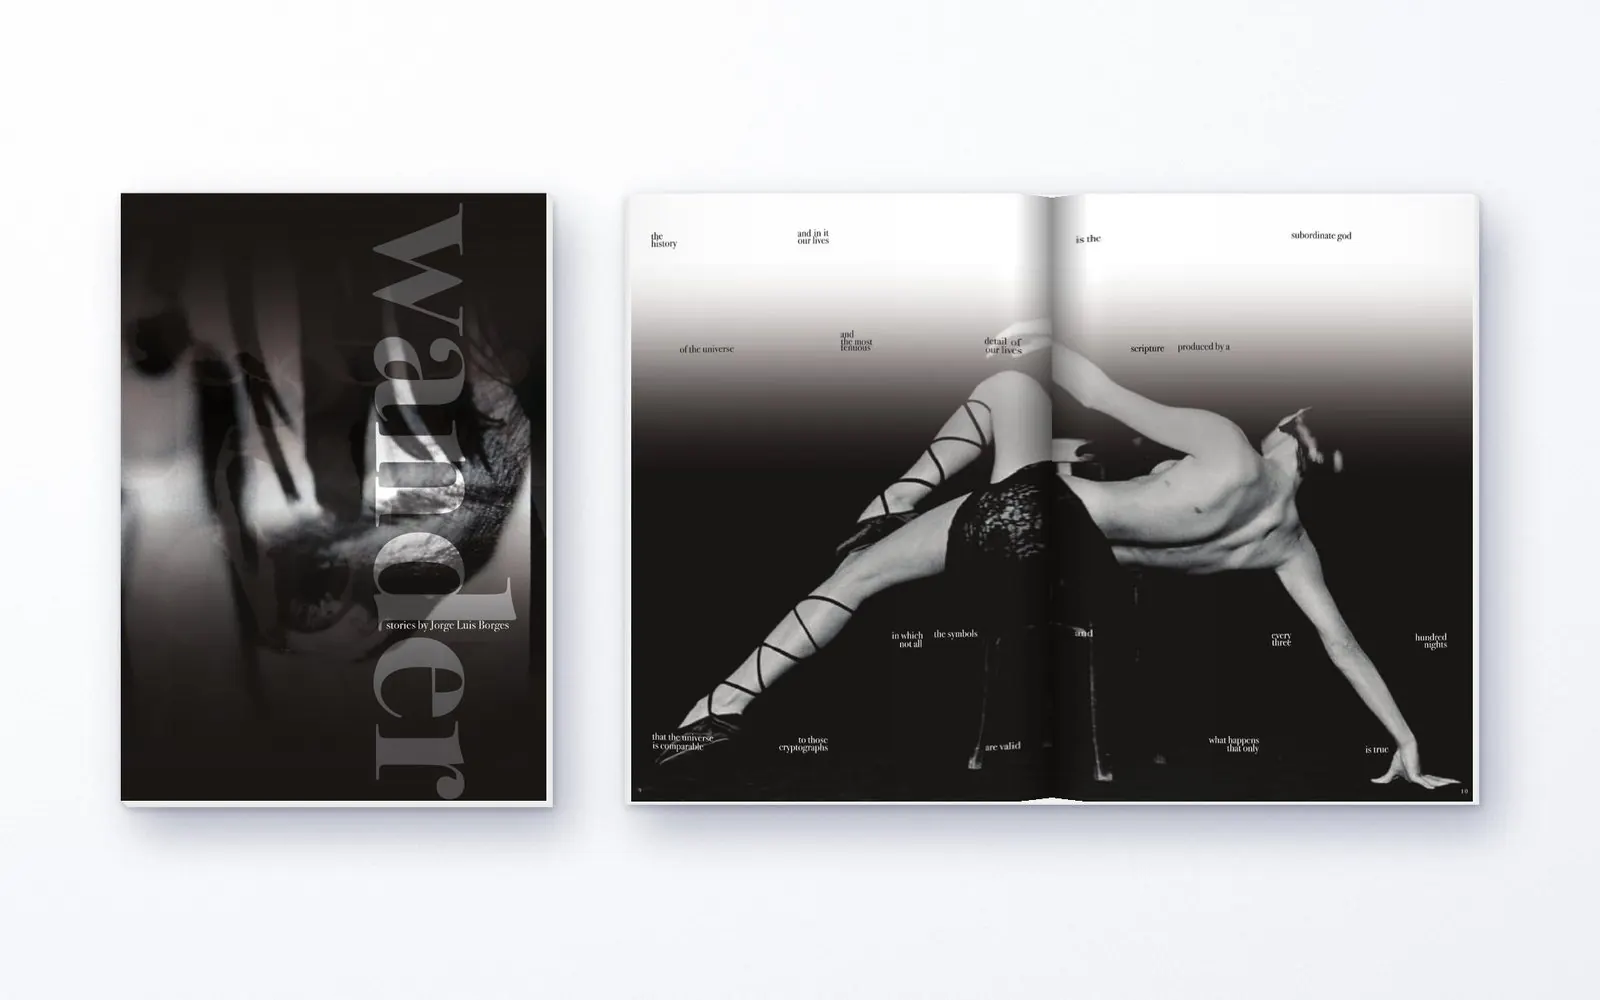 wander
stories by Jorge Luis Borges
the
history
and in it
our lives
is the
subordinate god
of the universe
and
the most
tenuous
detail of
our lives
scripture
produced by a
in which
not all
the symbols
and
every
three
hundred
nights
that the universe
is comparable
to those
cryptographs
are valid
what happens
that only
is true
10